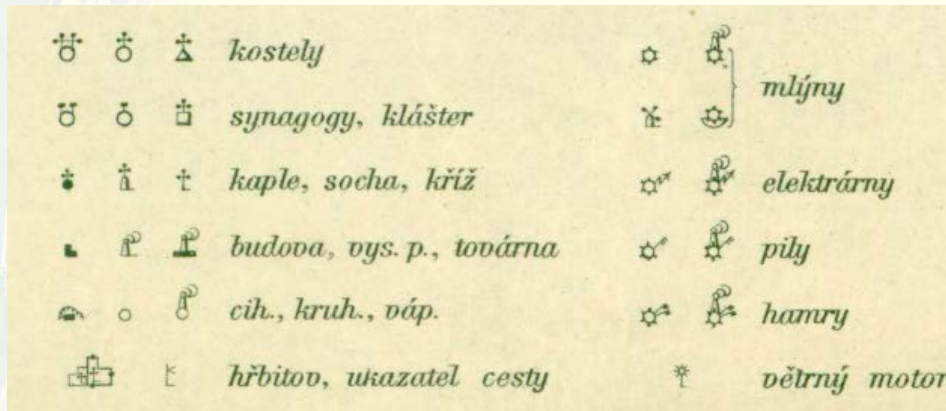 kostely
synagogy, klášter
kaple, socha, kříž
budova, vys. p., továrna
cih., kruh., váp.
hřbitov, ukazatel cesty
mlýny
elektrárny
pily
hamry
větrný motor